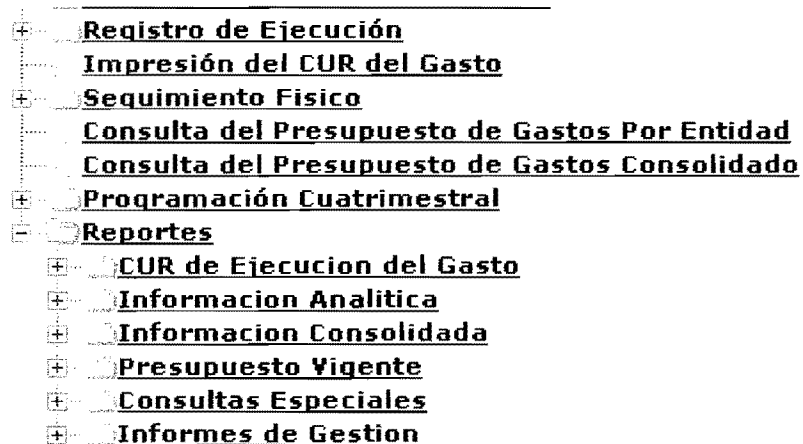 Registro de Ejecución
Impresión del CUR del Gasto
Seguimiento Fisico
Consulta del Presupuesto de Gastos Por Entidad
Consulta del Presupuesto de Gastos Consolidado
Programación Cuatrimestral
Reportes
CUR de Ejecucion del Gasto
Informacion Analitica
Informacion Consolidada
Presupuesto Vigente
Consultas Especiales
Informes de Gestion